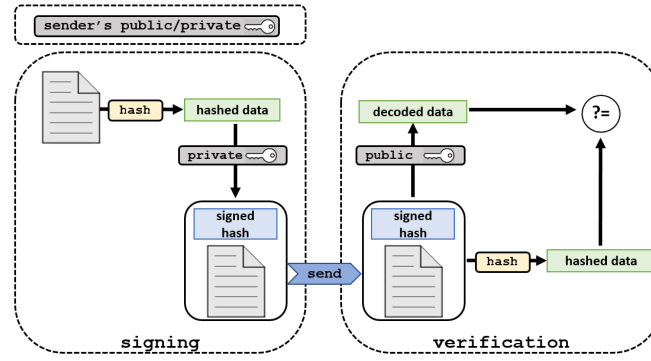 sender's public/private
hash
hashed data
private
signed
hash
send
signing
decoded data
?=
public
signed
hash
hash
hashed data
verification